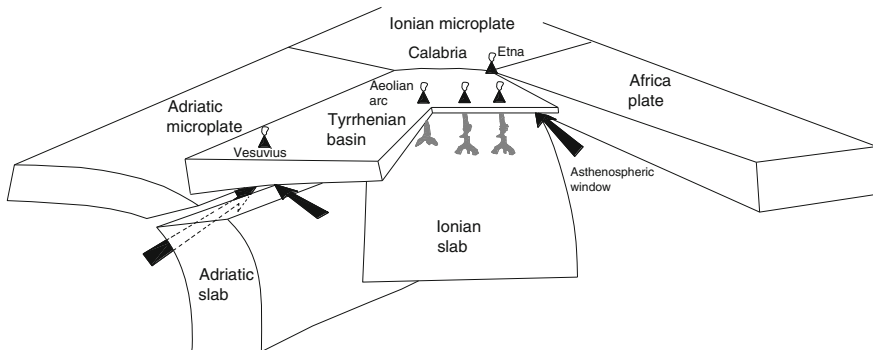 Ionian microplate
Calabria
Etna
Aeolian
arc
Africa
plate
Adriatic
microplate
Tyrrhenian
basin
Vesuvius
Asthenospheric
window
Ionian
slab
Adriatic
slab